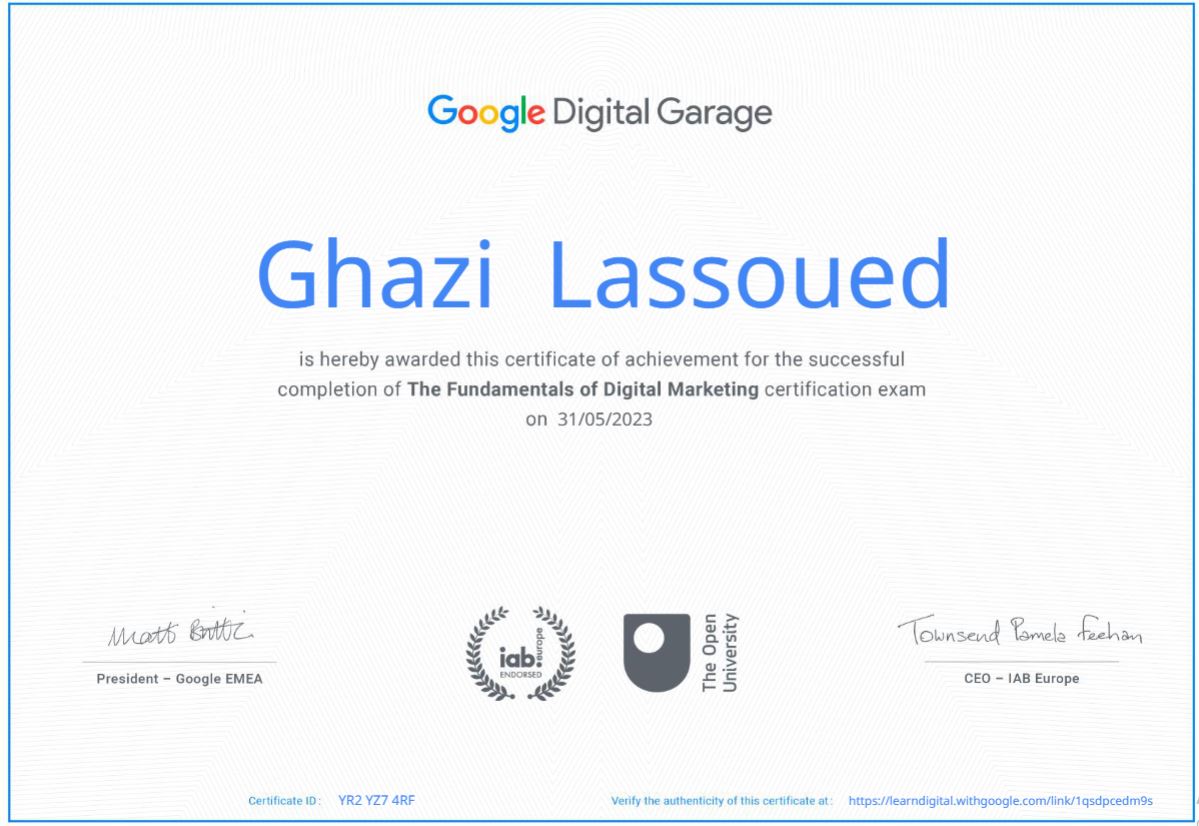 Google Digital Garage
Ghazi Lassoued
is hereby awarded this certificate of achievement for the successful
completion of The Fundamentals of Digital Marketing certification exam
on 31/05/2023
Matt Brittin
President – Google EMEA
iab.europe
ENDORSED
The Open
University
Townsend Pamela Feehan
CEO – IAB Europe
Certificate ID: YR2 YZ7 4RF
Verify the authenticity of this certificate at: https://learndigital.withgoogle.com/link/1qsdpcedm9s